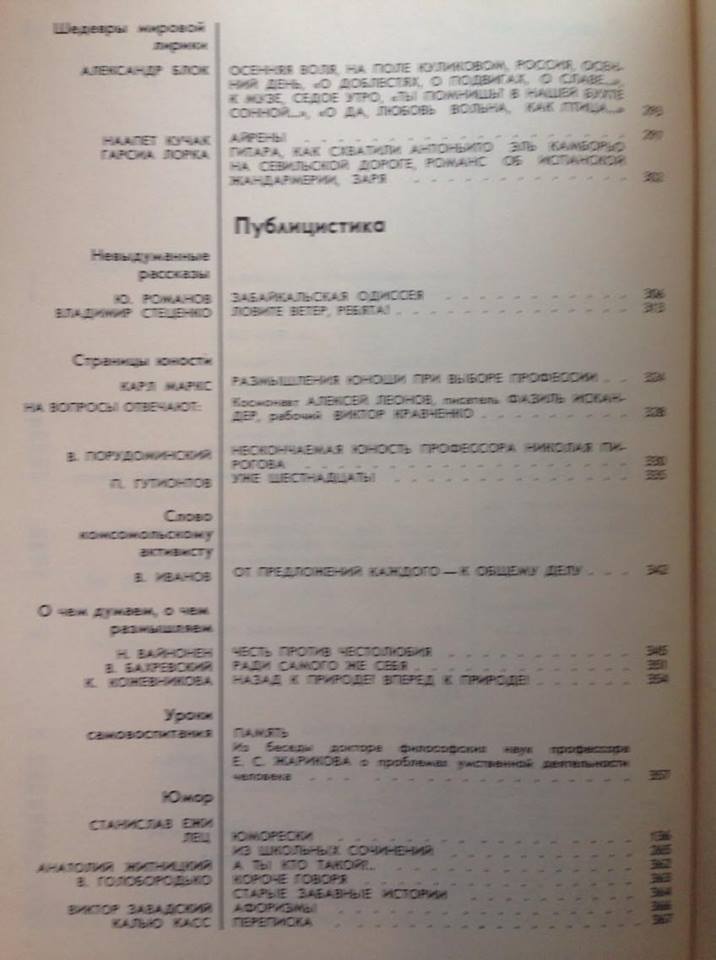 Шедевры мировой
лирики
АЛЕКСАНДР БЛОК
ОСЕННЯЯ ВОЛЯ, НА ПОЛЕ КУЛИКОВОМ, РОССИЯ, ОСЕН-
НИЙ ДЕНЬ, «О ДОБЛЕСТЯХ, О ПОДВИГАХ, О СЛАВЕ...»,
К МУЗЕ, СЕДОЕ УТРО, «ТЫ ПОМНИШЬ? В НАШЕЙ БУХТЕ
СОННОЙ...», «О ДА, ЛЮБОВЬ ВОЛЬНА, КАК ПТИЦА...»
НААПЕТ КУЧАК АЙРЕНЫ
ГАРСИА ЛОРКА ГИТАРА, КАК СХВАТИЛИ АНТОНЬИТО ЭЛЬ КАМБОРЬО
НА СЕВИЛЬСКОЙ ДОРОГЕ, РОМАНС ОБ ИСПАНСКОЙ
ЖАНДАРМЕРИИ, ЗАРЯ 302
Публицистика
Невыдуманные
рассказы
Ю. РОМАНОВ ЗАБАЙКАЛЬСКАЯ ОДИССЕЯ 306
ВЛАДИМИР СТЕЦЕНКО ЛОВИТЕ ВЕТЕР, РЕБЯТА! 313
Страницы юности
КАРЛ МАРКС РАЗМЫШЛЕНИЯ ЮНОШИ ПРИ ВЫБОРЕ ПРОФЕССИИ 324
НА ВОПРОСЫ ОТВЕЧАЮТ: Космонавт АЛЕКСЕЙ ЛЕОНОВ, писатель ФАЗИЛЬ ИСКАН-
ДЕР, рабочий ВИКТОР КРАВЧЕНКО 328
В. ПОРУДОМИНСКИЙ НЕСКОНЧАЕМАЯ ЮНОСТЬ ПРОФЕССОРА НИКОЛАЯ ПИ-
РОГОВА 330
П. ГУТИОНТОВ УЖЕ ШЕСТНАДЦАТЬ! 335
Слово
комсомольскому
активисту
В. ИВАНОВ ОТ ПРЕДЛОЖЕНИЙ КАЖДОГО — К ОБЩЕМУ ДЕЛУ 342
О чем думаем, о чем
размышляем
Н. ВАЙНОНЕН ЧЕСТЬ ПРОТИВ ЧЕСТОЛЮБИЯ 345
В. БАХРЕВСКИЙ РАДИ САМОГО ЖЕ СЕБЯ 351
К. КОЖЕВНИКОВА НАЗАД К ПРИРОДЕ? ВПЕРЕД К ПРИРОДЕ! 354
Уроки
самовоспитания ПАМЯТЬ
Из беседы доктора философских наук профессора
Е. С. ЖАРИКОВА о проблемах умственной деятельности
человека 357
Юмор
СТАНИСЛАВ ЕЖИ
ЛЕЦ ЮМОРЕСКИ 136
ИЗ ШКОЛЬНЫХ СОЧИНЕНИЙ 265
АНАТОЛИЙ ЖИТНИЦКИЙ А ТЫ КТО ТАКОЙ?.. 362
В. ГОЛОБОРОДЬКО КОРОЧЕ ГОВОРЯ 363
СТАРЫЕ ЗАБАВНЫЕ ИСТОРИИ 364
ВИКТОР ЗАВАДСКИЙ АФОРИЗМЫ 366
КАЛЬЮ КАСС ПЕРЕПИСКА 367